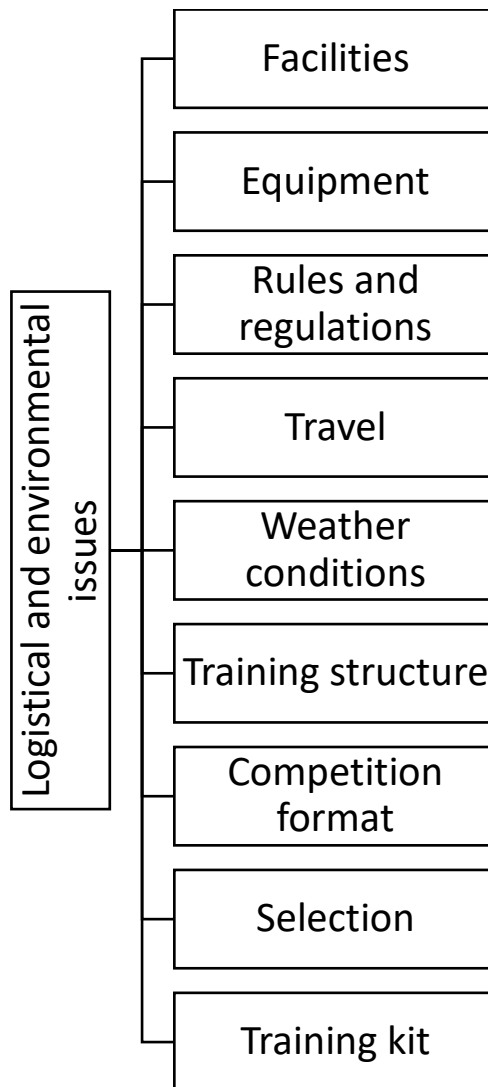 Logistical and environmental
issues
Facilities
Equipment
Rules and
regulations
Travel
Weather
conditions
Training structure
Competition
format
Selection
Training kit